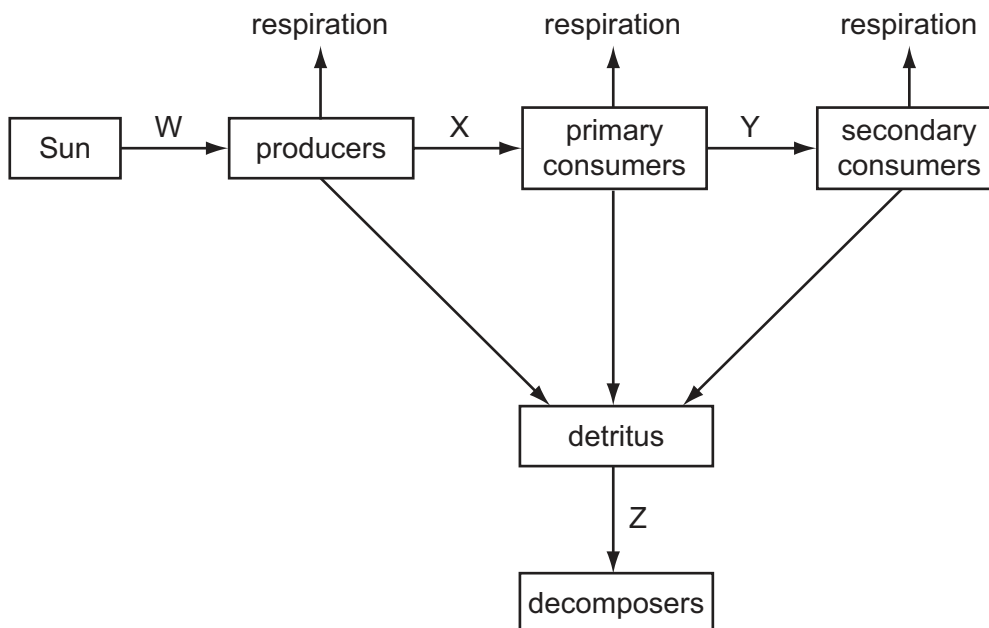 respiration
respiration
respiration
Sun
W
producers
X
primary
consumers
Y
secondary
consumers
detritus
Z
decomposers